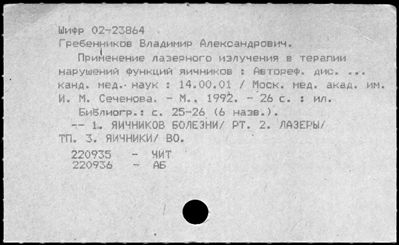 Шифр 02-23864
Гребенников Владимир Александрович.
Применение лазерного излучения в терапии
нарушений функций яичников : Автореф. дис. ...
канд. мед. наук : 14.00.01 / Моск. мед. акад. им.
И. М. Сеченова. - М., 1992. - 26 с. : ил.
Библиогр.: с. 25-26 (6 назв.).
-- 1. ЯИЧНИКОВ БОЛЕЗНИ/ РТ. 2. ЛАЗЕРЫ/
ТП. 3. ЯИЧНИКИ/ ВО.
220935 - ЧИТ
220936 - АБ